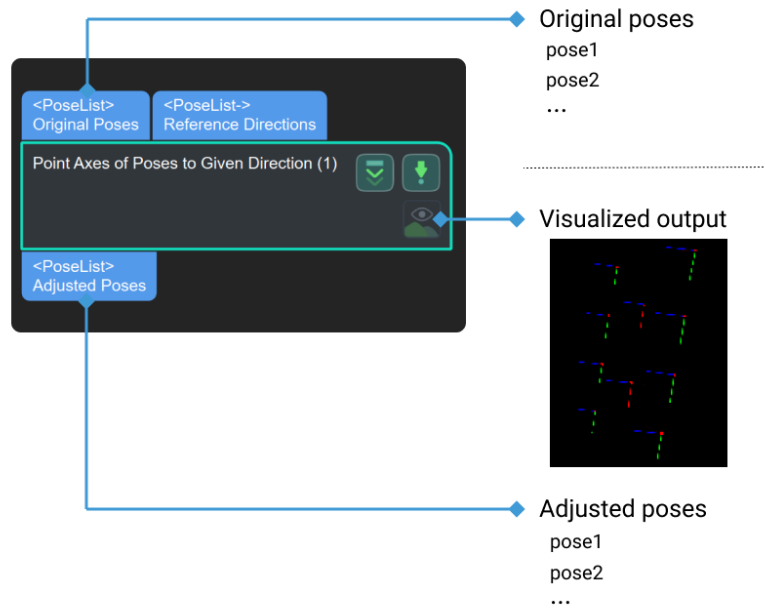 Original poses
pose1
pose2
...
<PoseList>
Original Poses
<PoseList->
Reference Directions
Point Axes of Poses to Given Direction (1)
Visualized output
<PoseList>
Adjusted Poses
Adjusted poses
pose1
pose2
...